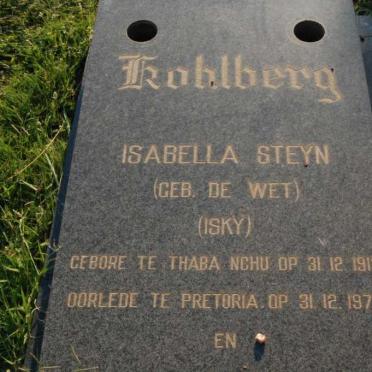 Kohlberg
ISABELLA STEYN
(GEB. DE WET)
(ISKY)
GEBORE TE THABA NCHU OP 31.12.191
OORLEDE TE PRETORIA OP 31.12.197
EN